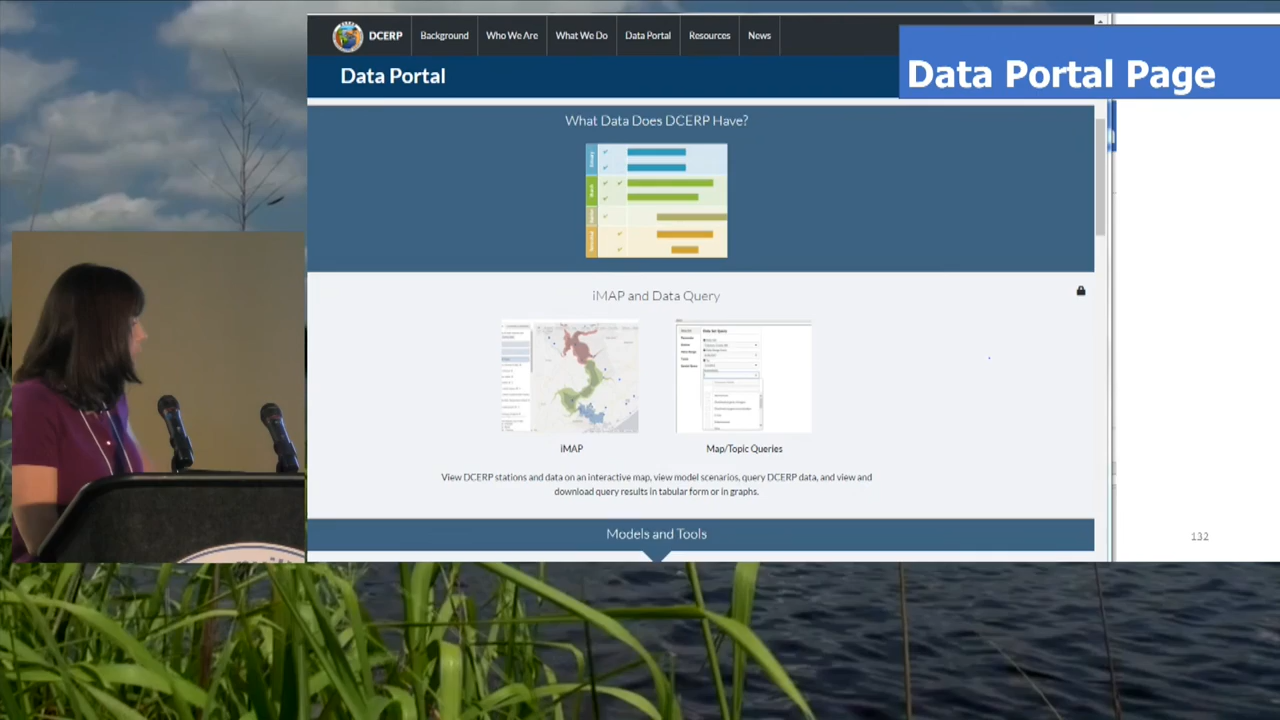 DCERP
Background
Who We Are
What We Do
Data Portal
Resources
News
Data Portal Page
Data Portal
What Data Does DCERP Have?
iMAP and Data Query
iMAP
Map/Topic Queries
View DCERP stations and data on an interactive map, view model scenarios, query DCERP data, and view and
download query results in tabular form or in graphs.
Models and Tools
132